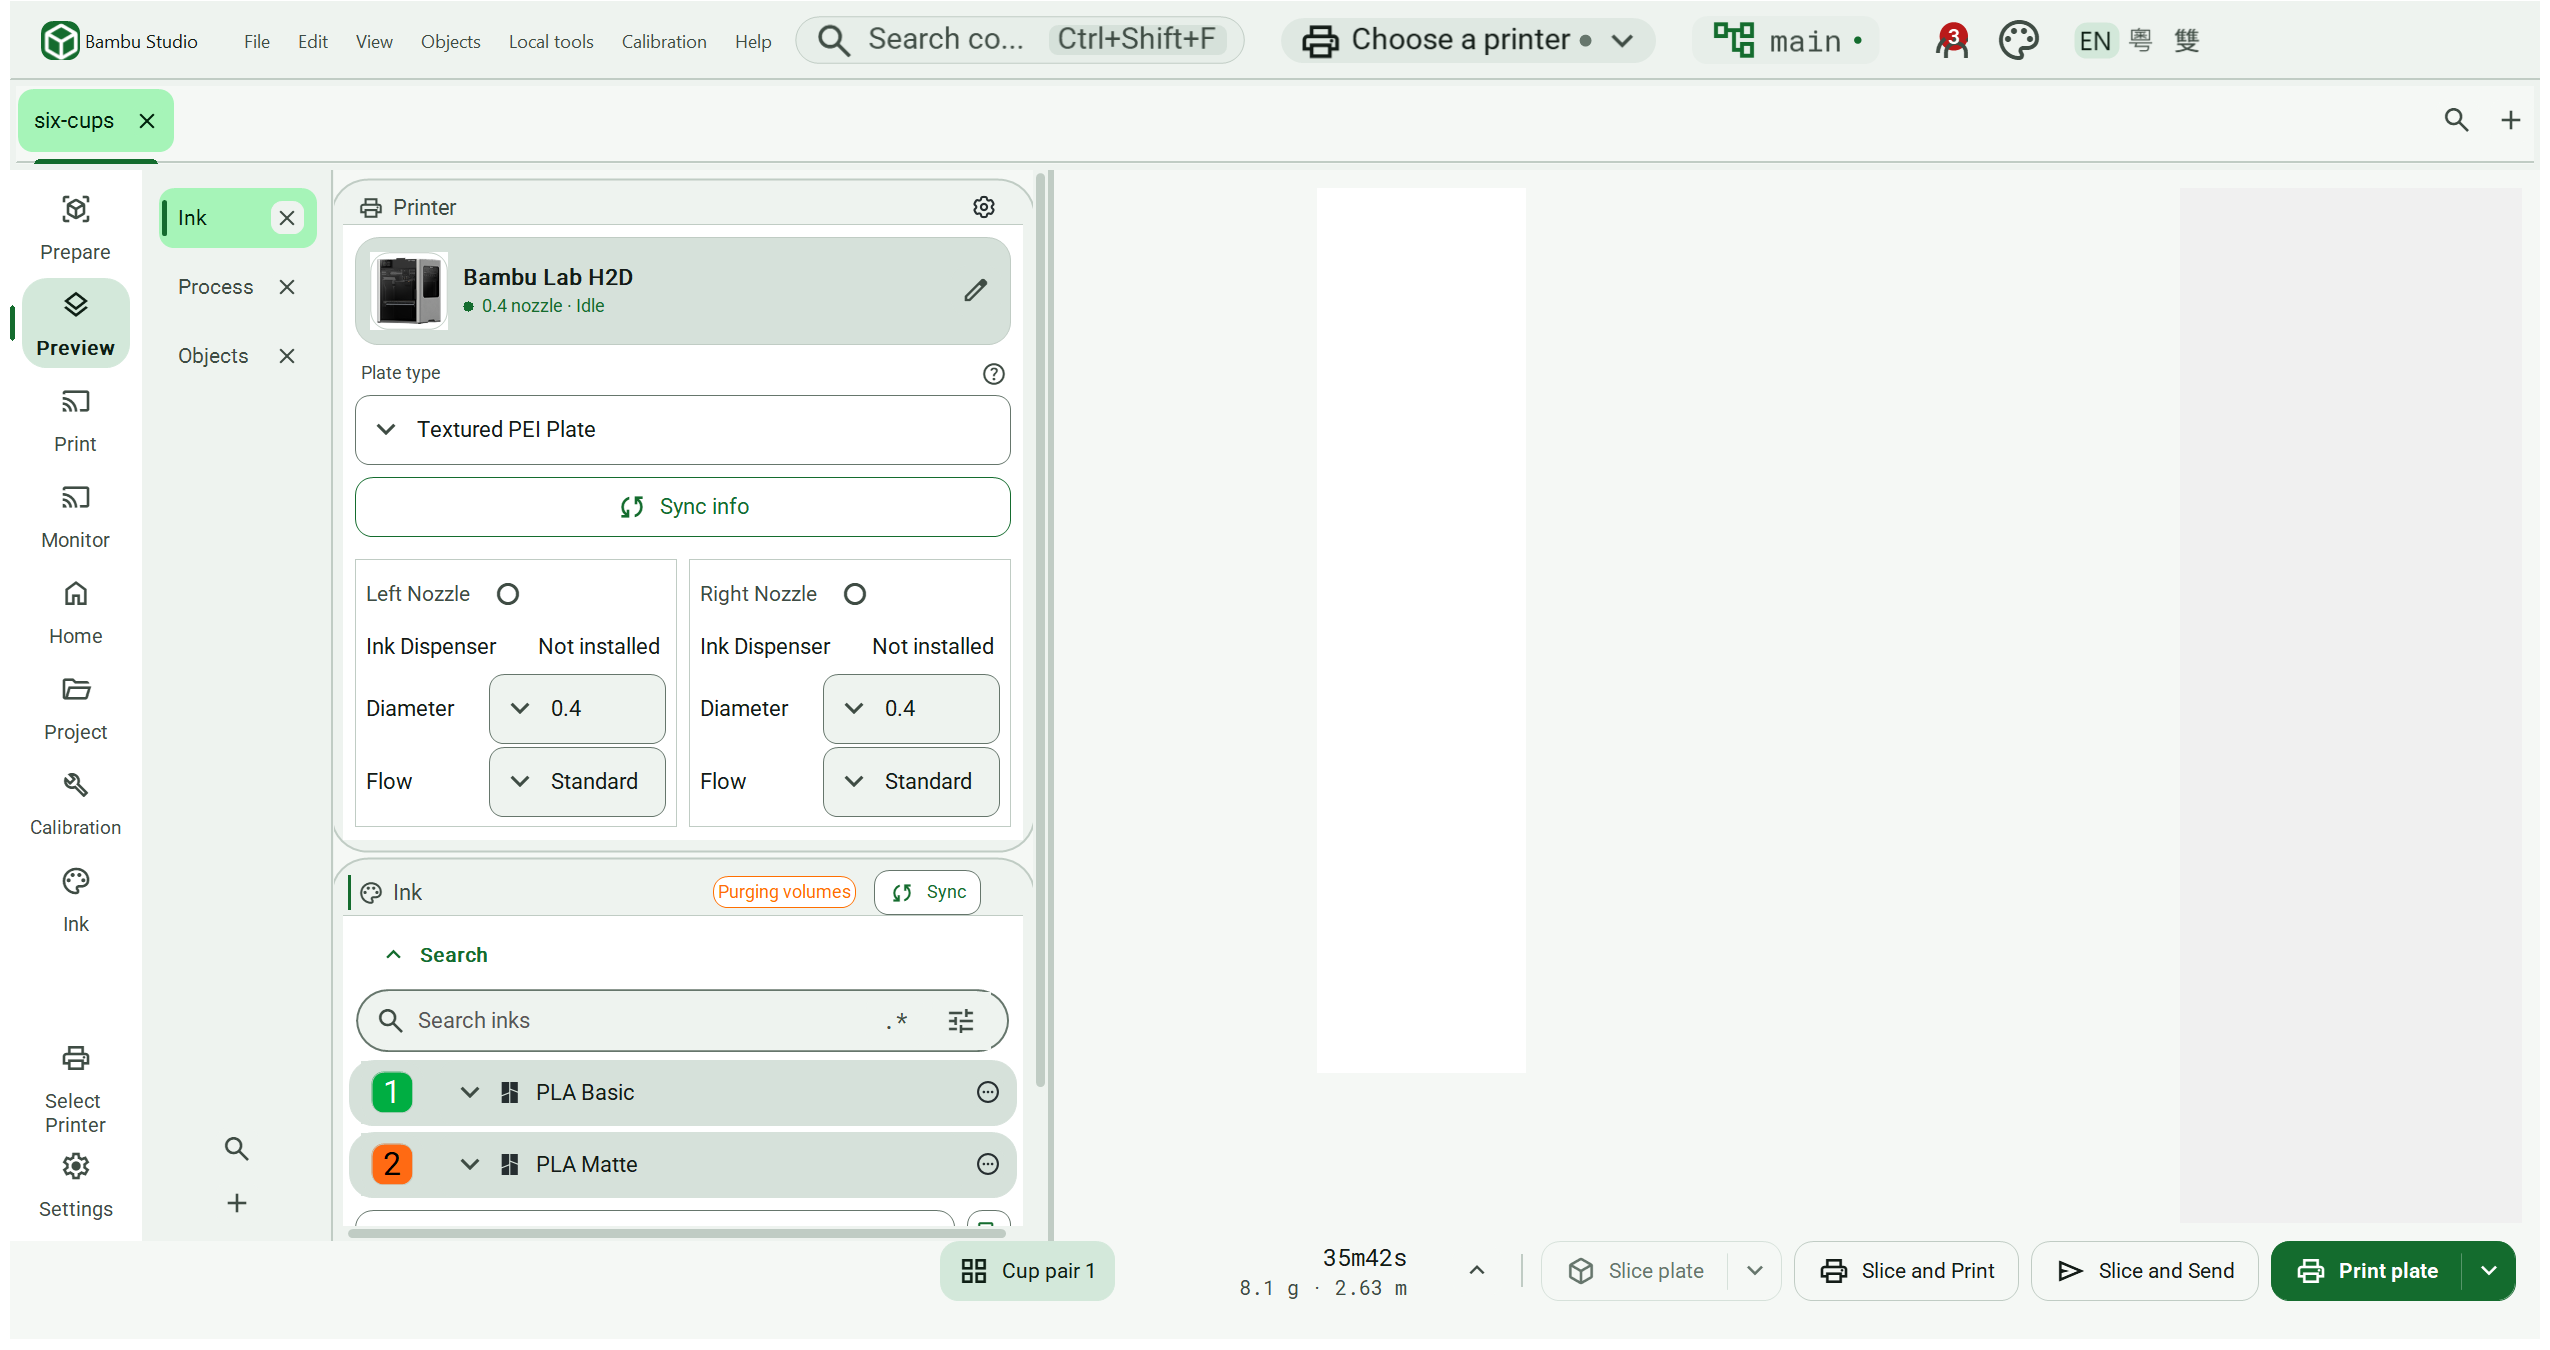 Bambu Studio File Edit View Objects Local tools Calibration Help Search co... Ctrl+Shift+F Choose a printer main 3 EN 粵 雙
six-cups
Prepare
Preview
Print
Monitor
Home
Project
Calibration
Ink
Select
Printer
Settings
Ink
Process
Objects
Printer
Bambu Lab H2D
0.4 nozzle · Idle
Plate type
Textured PEI Plate
Sync info
Left Nozzle
Ink Dispenser Not installed
Diameter 0.4
Flow Standard
Right Nozzle
Ink Dispenser Not installed
Diameter 0.4
Flow Standard
Ink Purging volumes Sync
Search
Search inks .*
1 PLA Basic
2 PLA Matte
Cup pair 1
35m42s
8.1 g · 2.63 m
Slice plate
Slice and Print
Slice and Send
Print plate